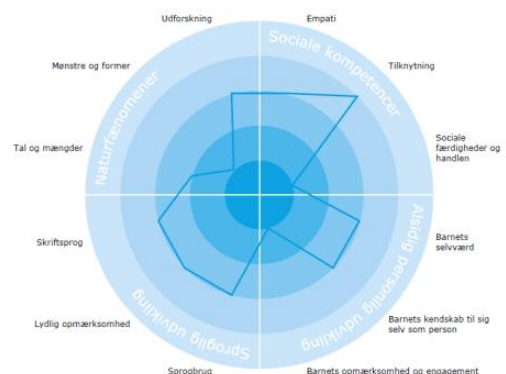 Udforskning
Empati
Mønstre og former
Tilknytning
Naturfænomener
Sociale kompetencer
Tal og mængder
Sociale
færdigheder og
handlen
Skriftsprog
Barnets
selvværd
Lydlig opmærksomhed
Barnets kendskab til sig
selv som person
Sproglig udvikling
Alsidig personlig udvikling
Sprogbrug
Barnets opmærksomhed og engagement